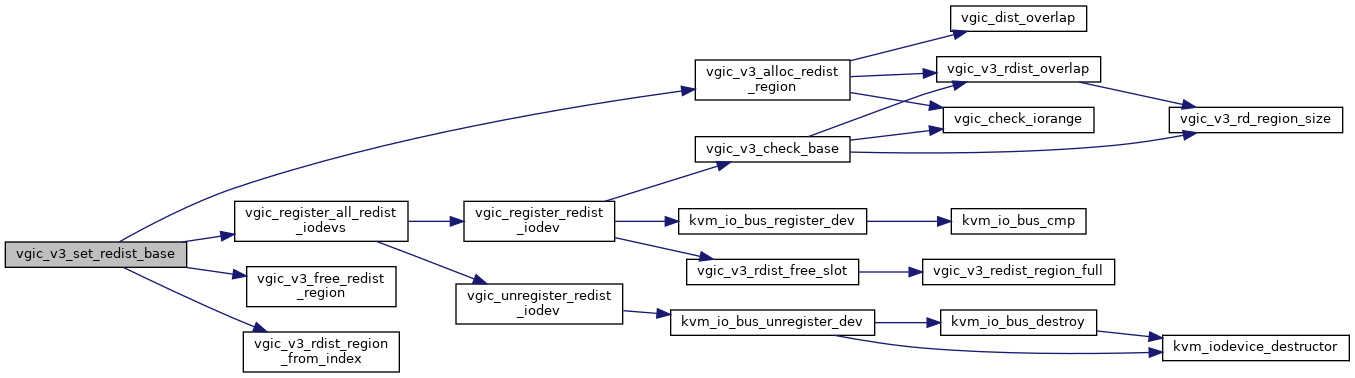 vgic_v3_set_redist_base
vgic_v3_alloc_redist
_region
vgic_dist_overlap
vgic_v3_rdist_overlap
vgic_check_iorange
vgic_v3_rd_region_size
vgic_v3_check_base
vgic_register_all_redist
_iodevs
vgic_register_redist
_iodev
kvm_io_bus_register_dev
kvm_io_bus_cmp
vgic_v3_rdist_free_slot
vgic_v3_redist_region_full
vgic_unregister_redist
_iodev
kvm_io_bus_unregister_dev
kvm_io_bus_destroy
kvm_iodevice_destructor
vgic_v3_free_redist
_region
vgic_v3_rdist_region
_from_index